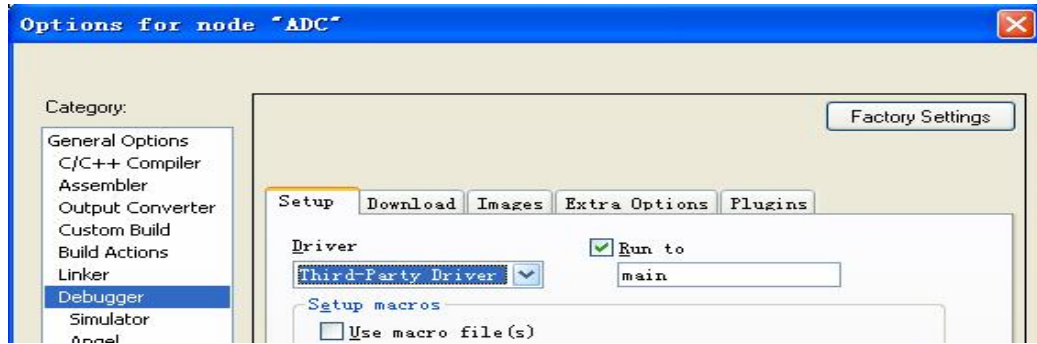 Options for node "ADC"
Category:
Factory Settings
General Options
C/C++ Compiler
Assembler
Output Converter
Custom Build
Build Actions
Linker
Debugger
Simulator
Angel
Setup Download Images Extra Options Plugins
Driver
Run to
Third-Party Driver
main
Setup macros
Use macro file(s)